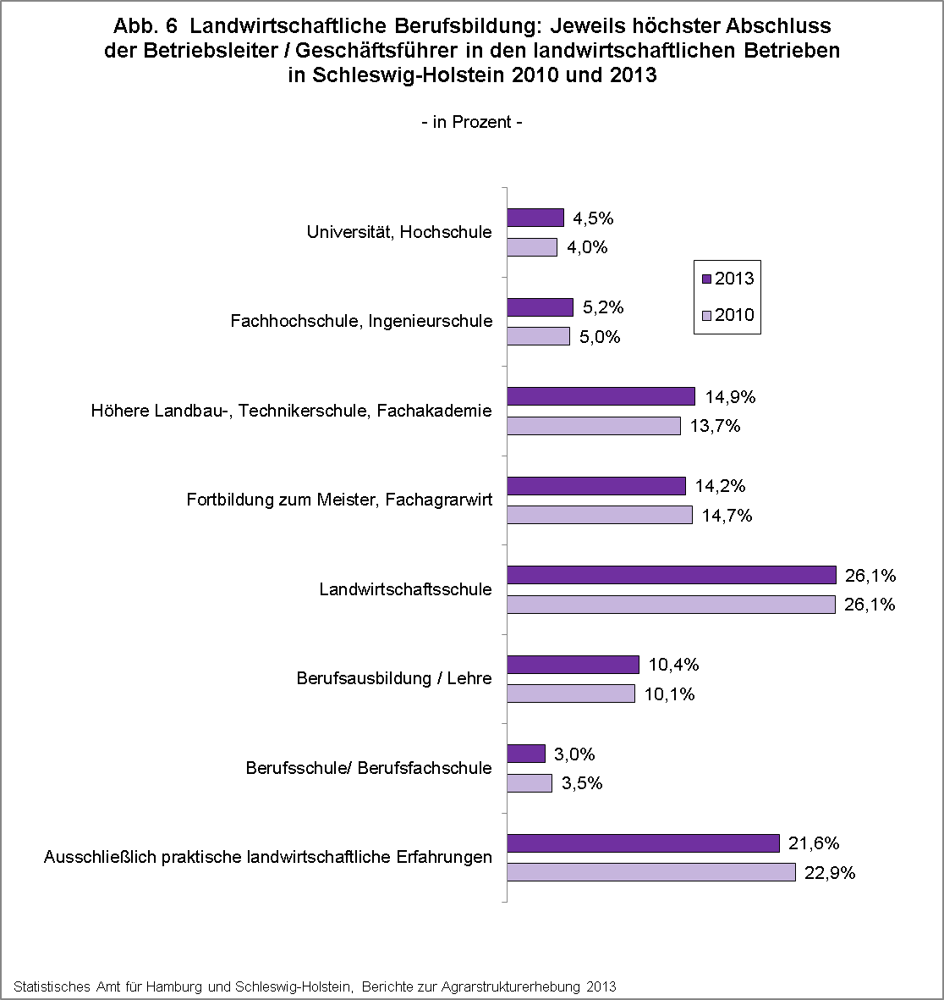 Abb. 6  Landwirtschaftliche Berufsbildung: Jeweils höchster Abschluss
der Betriebsleiter / Geschäftsführer in den landwirtschaftlichen Betrieben
in Schleswig-Holstein 2010 und 2013
- in Prozent -
Universität, Hochschule
4,5%
4,0%
2013
2010
Fachhochschule, Ingenieurschule
5,2%
5,0%
Höhere Landbau-, Technikerschule, Fachakademie
14,9%
13,7%
Fortbildung zum Meister, Fachagrarwirt
14,2%
14,7%
Landwirtschaftsschule
26,1%
26,1%
Berufsausbildung / Lehre
10,4%
10,1%
Berufsschule/ Berufsfachschule
3,0%
3,5%
Ausschließlich praktische landwirtschaftliche Erfahrungen
21,6%
22,9%
Statistisches Amt für Hamburg und Schleswig-Holstein,  Berichte zur Agrarstrukturerhebung 2013